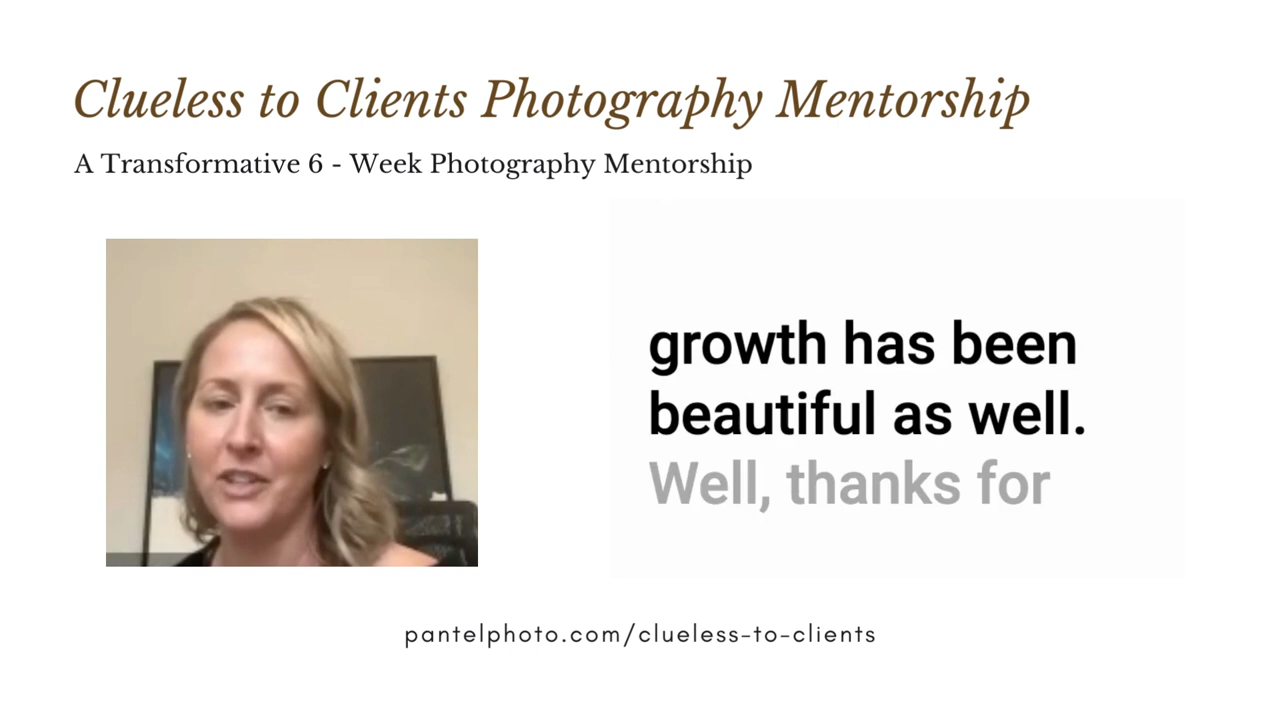 Clueless to Clients Photography Mentorship
A Transformative 6 - Week Photography Mentorship
growth has been
beautiful as well.
Well, thanks for
pantelphoto.com/clueless-to-clients